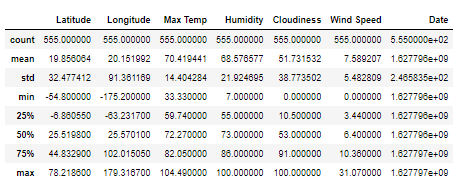 Latitude Longitude Max Temp Humidity Cloudiness Wind Speed Date
count 555.000000 555.000000 555.000000 555.000000 555.000000 555.000000 5.550000e+02
mean 19.856064 20.151992 70.419441 68.576577 51.731532 7.589207 1.627796e+09
std 32.477412 91.361169 14.404284 21.924695 38.773502 5.482809 2.465835e+02
min -54.800000 -175.200000 33.330000 7.000000 0.000000 0.000000 1.627796e+09
25% -6.860550 -63.231700 59.740000 55.000000 10.500000 3.440000 1.627796e+09
50% 25.519800 25.570100 72.270000 73.000000 53.000000 6.400000 1.627796e+09
75% 44.832900 102.015050 82.050000 86.000000 91.000000 10.360000 1.627797e+09
max 78.218600 179.316700 104.490000 100.000000 100.000000 31.070000 1.627797e+09